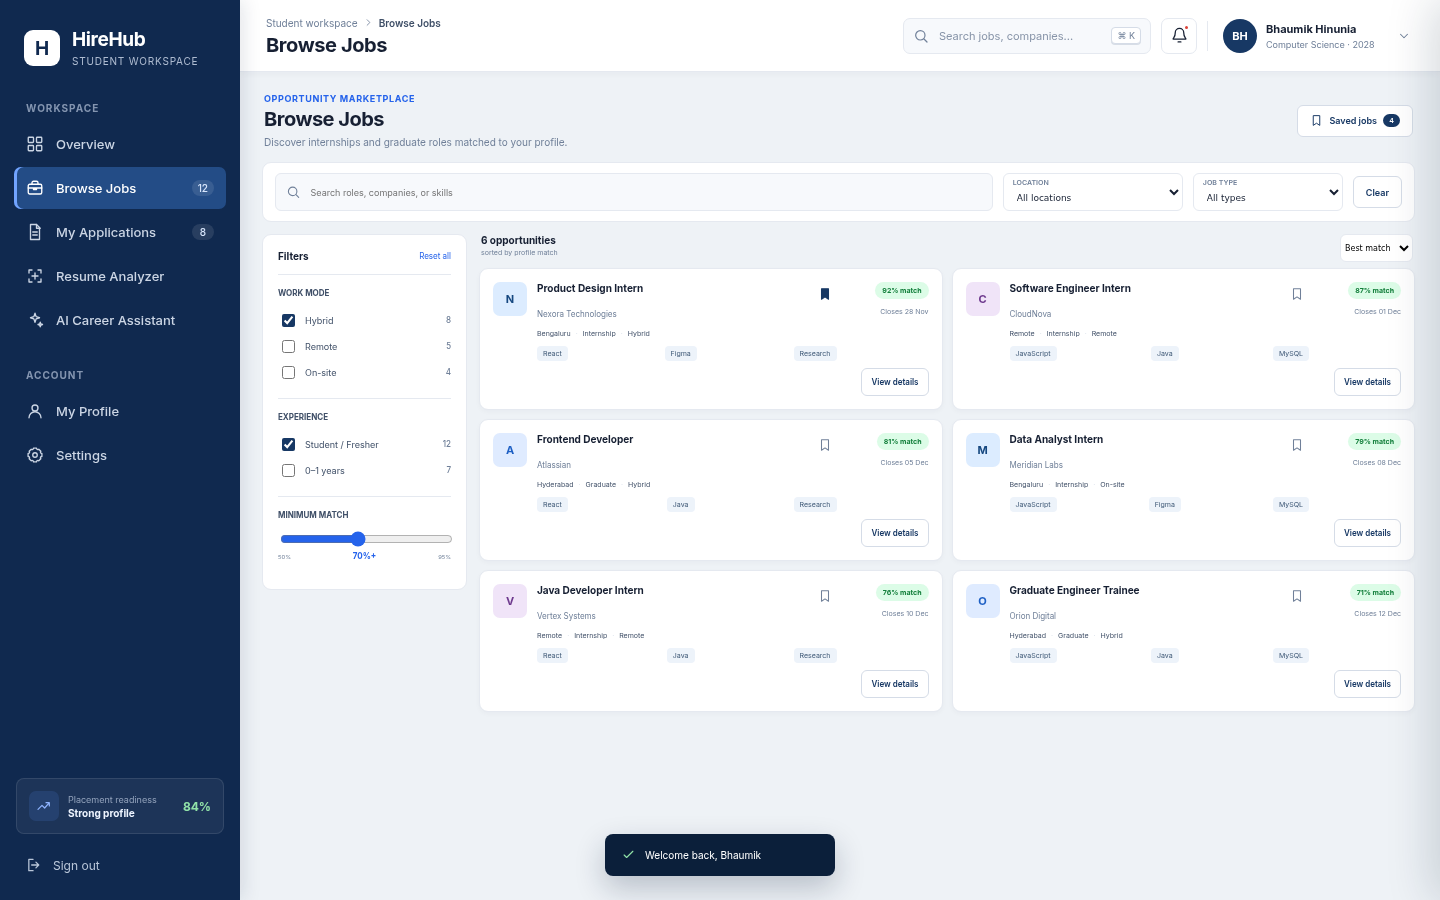 H
HireHub
STUDENT WORKSPACE
WORKSPACE
Overview
Browse Jobs 12
My Applications 8
Resume Analyzer
AI Career Assistant
ACCOUNT
My Profile
Settings
Placement readiness
Strong profile
84%
Sign out
Student workspace Browse Jobs
Browse Jobs
Search jobs, companies... ⌘ K
BH
Bhaumik Hinunia
Computer Science · 2028
OPPORTUNITY MARKETPLACE
Browse Jobs
Discover internships and graduate roles matched to your profile.
Saved jobs 4
Search roles, companies, or skills
LOCATION
All locations
JOB TYPE
All types
Clear
Filters Reset all
WORK MODE
Hybrid 8
Remote 5
On-site 4
EXPERIENCE
Student / Fresher 12
0–1 years 7
MINIMUM MATCH
50% 70%+ 95%
6 opportunities
sorted by profile match
Best match
N
Product Design Intern
92% match
Nexora Technologies
Closes 28 Nov
Bengaluru Internship Hybrid
React Figma Research
View details
C
Software Engineer Intern
87% match
CloudNova
Closes 01 Dec
Remote Internship Remote
JavaScript Java MySQL
View details
A
Frontend Developer
81% match
Atlassian
Closes 05 Dec
Hyderabad Graduate Hybrid
React Java Research
View details
M
Data Analyst Intern
79% match
Meridian Labs
Closes 08 Dec
Bengaluru Internship On-site
JavaScript Figma MySQL
View details
V
Java Developer Intern
76% match
Vertex Systems
Closes 10 Dec
Remote Internship Remote
React Java Research
View details
O
Graduate Engineer Trainee
71% match
Orion Digital
Closes 12 Dec
Hyderabad Graduate Hybrid
JavaScript Java MySQL
View details
Welcome back, Bhaumik